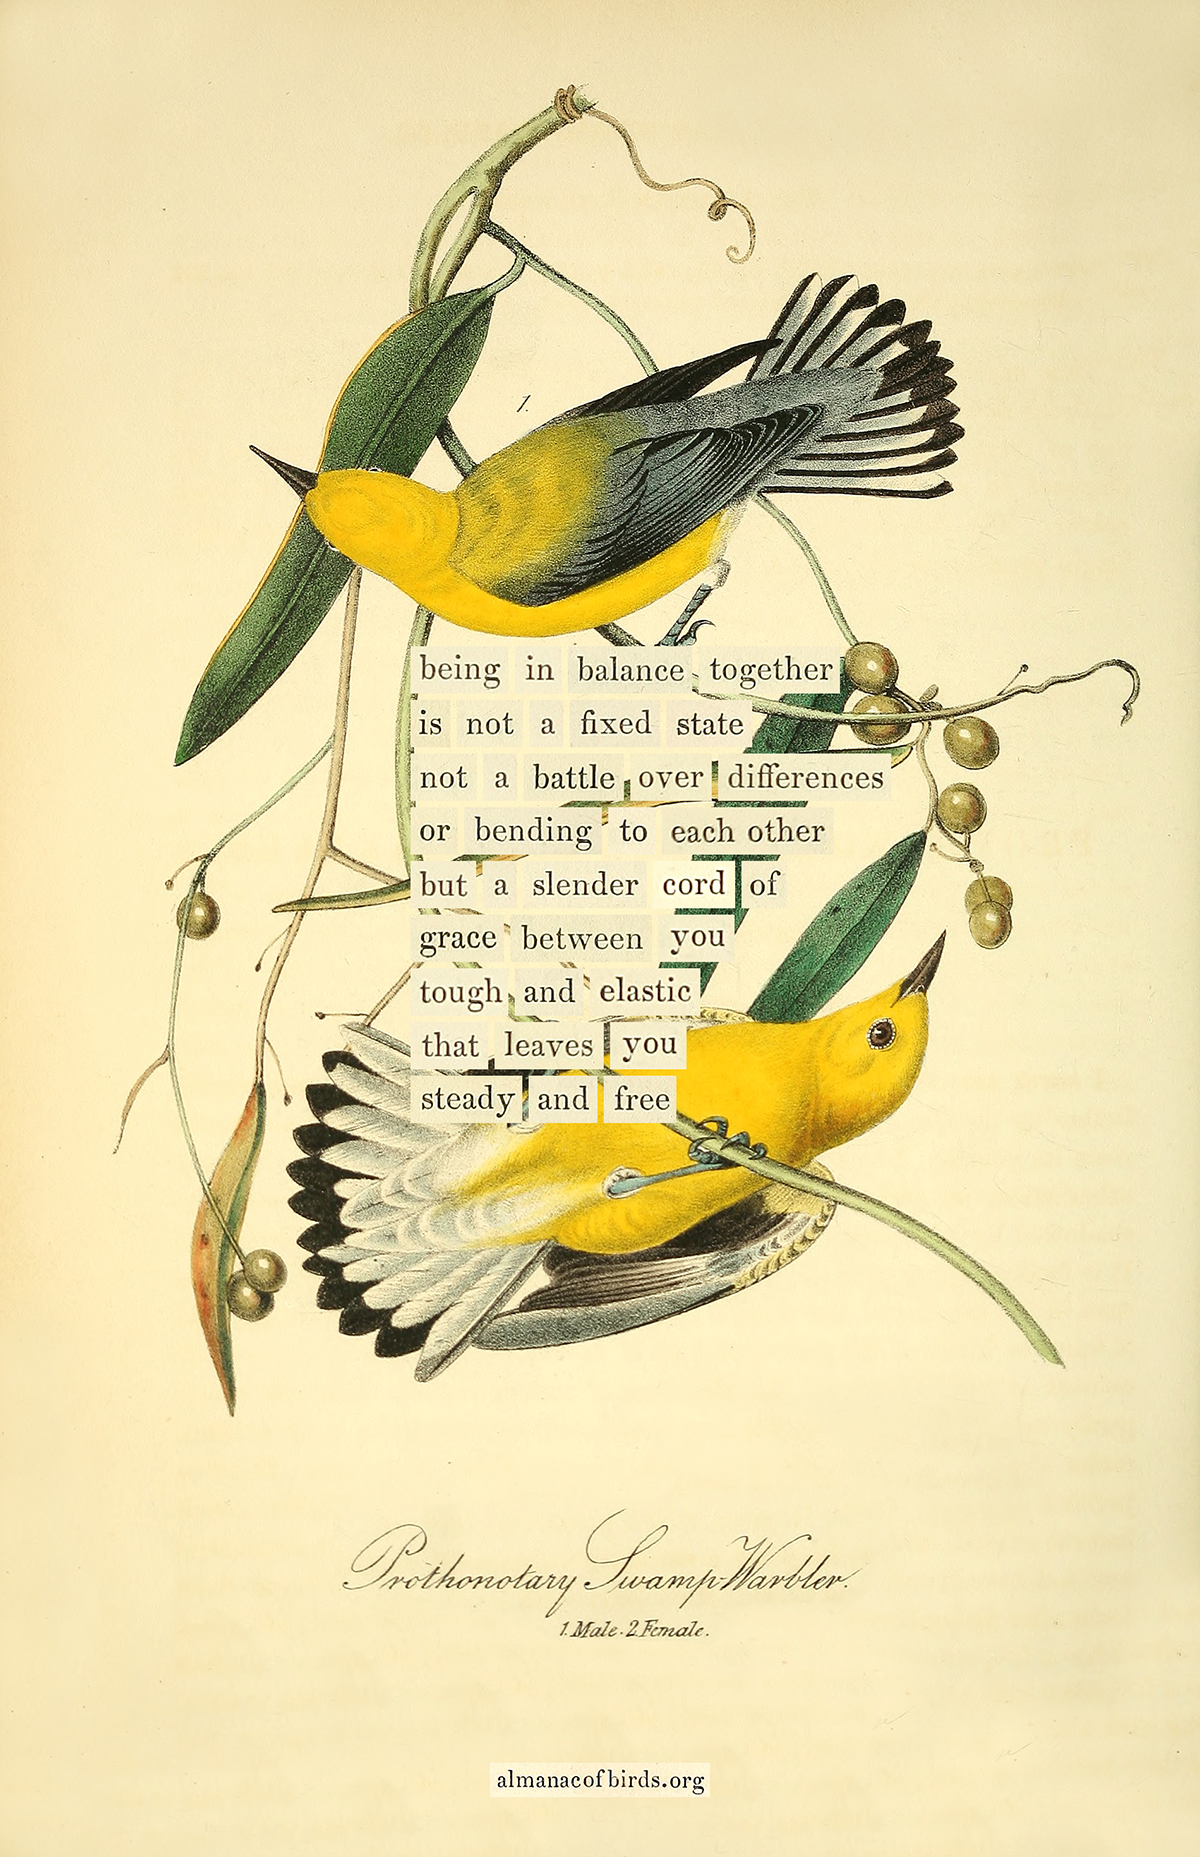 1.
being in balance together
is not a fixed state
not a battle over differences
or bending to each other
but a slender cord of
grace between you
tough and elastic
that leaves you
steady and free
Prothonotary Swamp-Warbler.
1. Male. 2. Female.
almanacofbirds.org